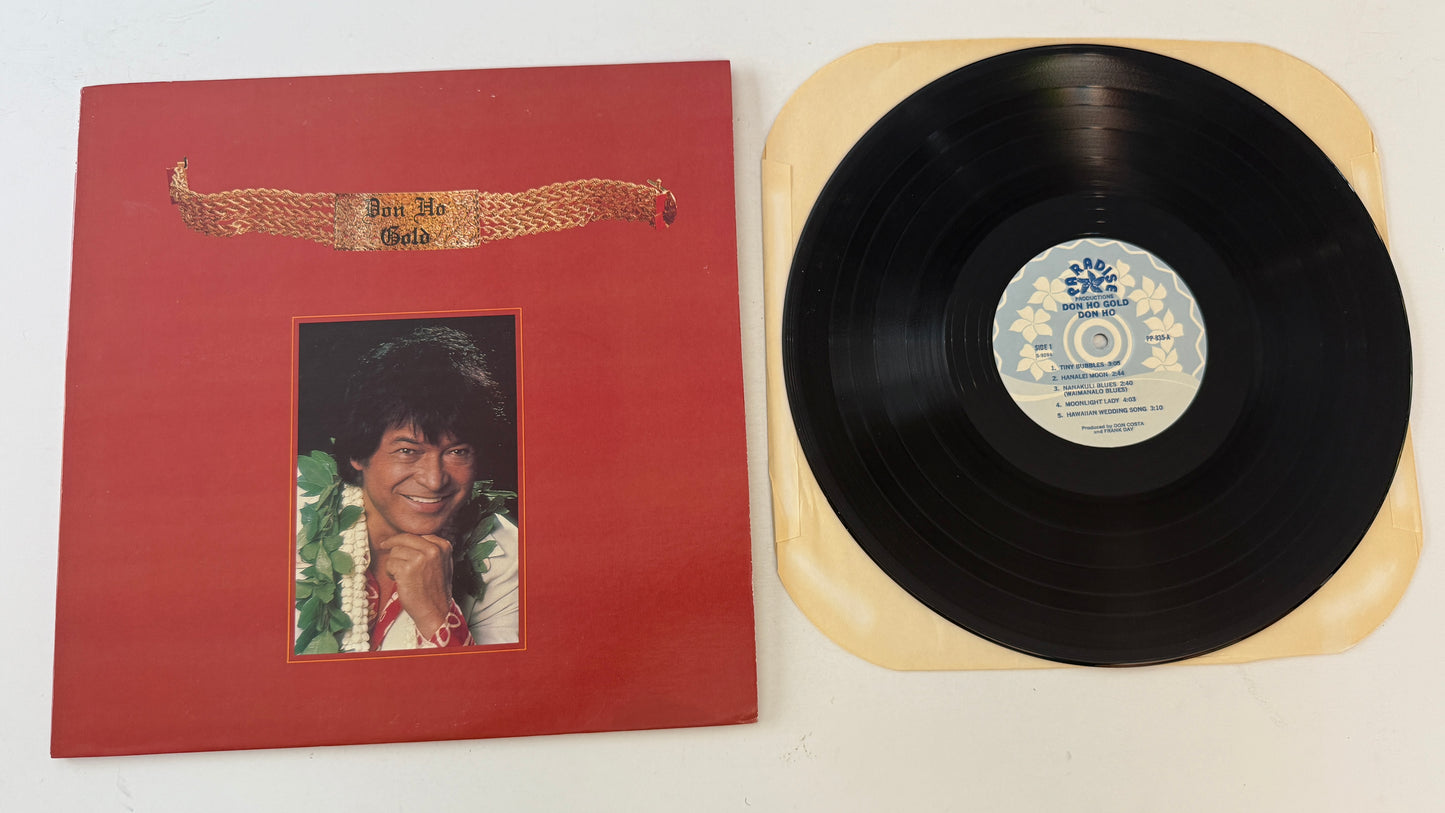 Don Ho
Gold
PARADISE
PRODUCTIONS
DON HO GOLD
DON HO
SIDE 1
PP-835-A
1. TINY BUBBLES 3:05
2. HANALEI MOON 2:44
3. NANAKULI BLUES 2:40
(WAIMANALO BLUES)
4. MOONLIGHT LADY 4:03
5. HAWAIIAN WEDDING SONG 3:10
Produced by DON COSTA
and FRANK DAY